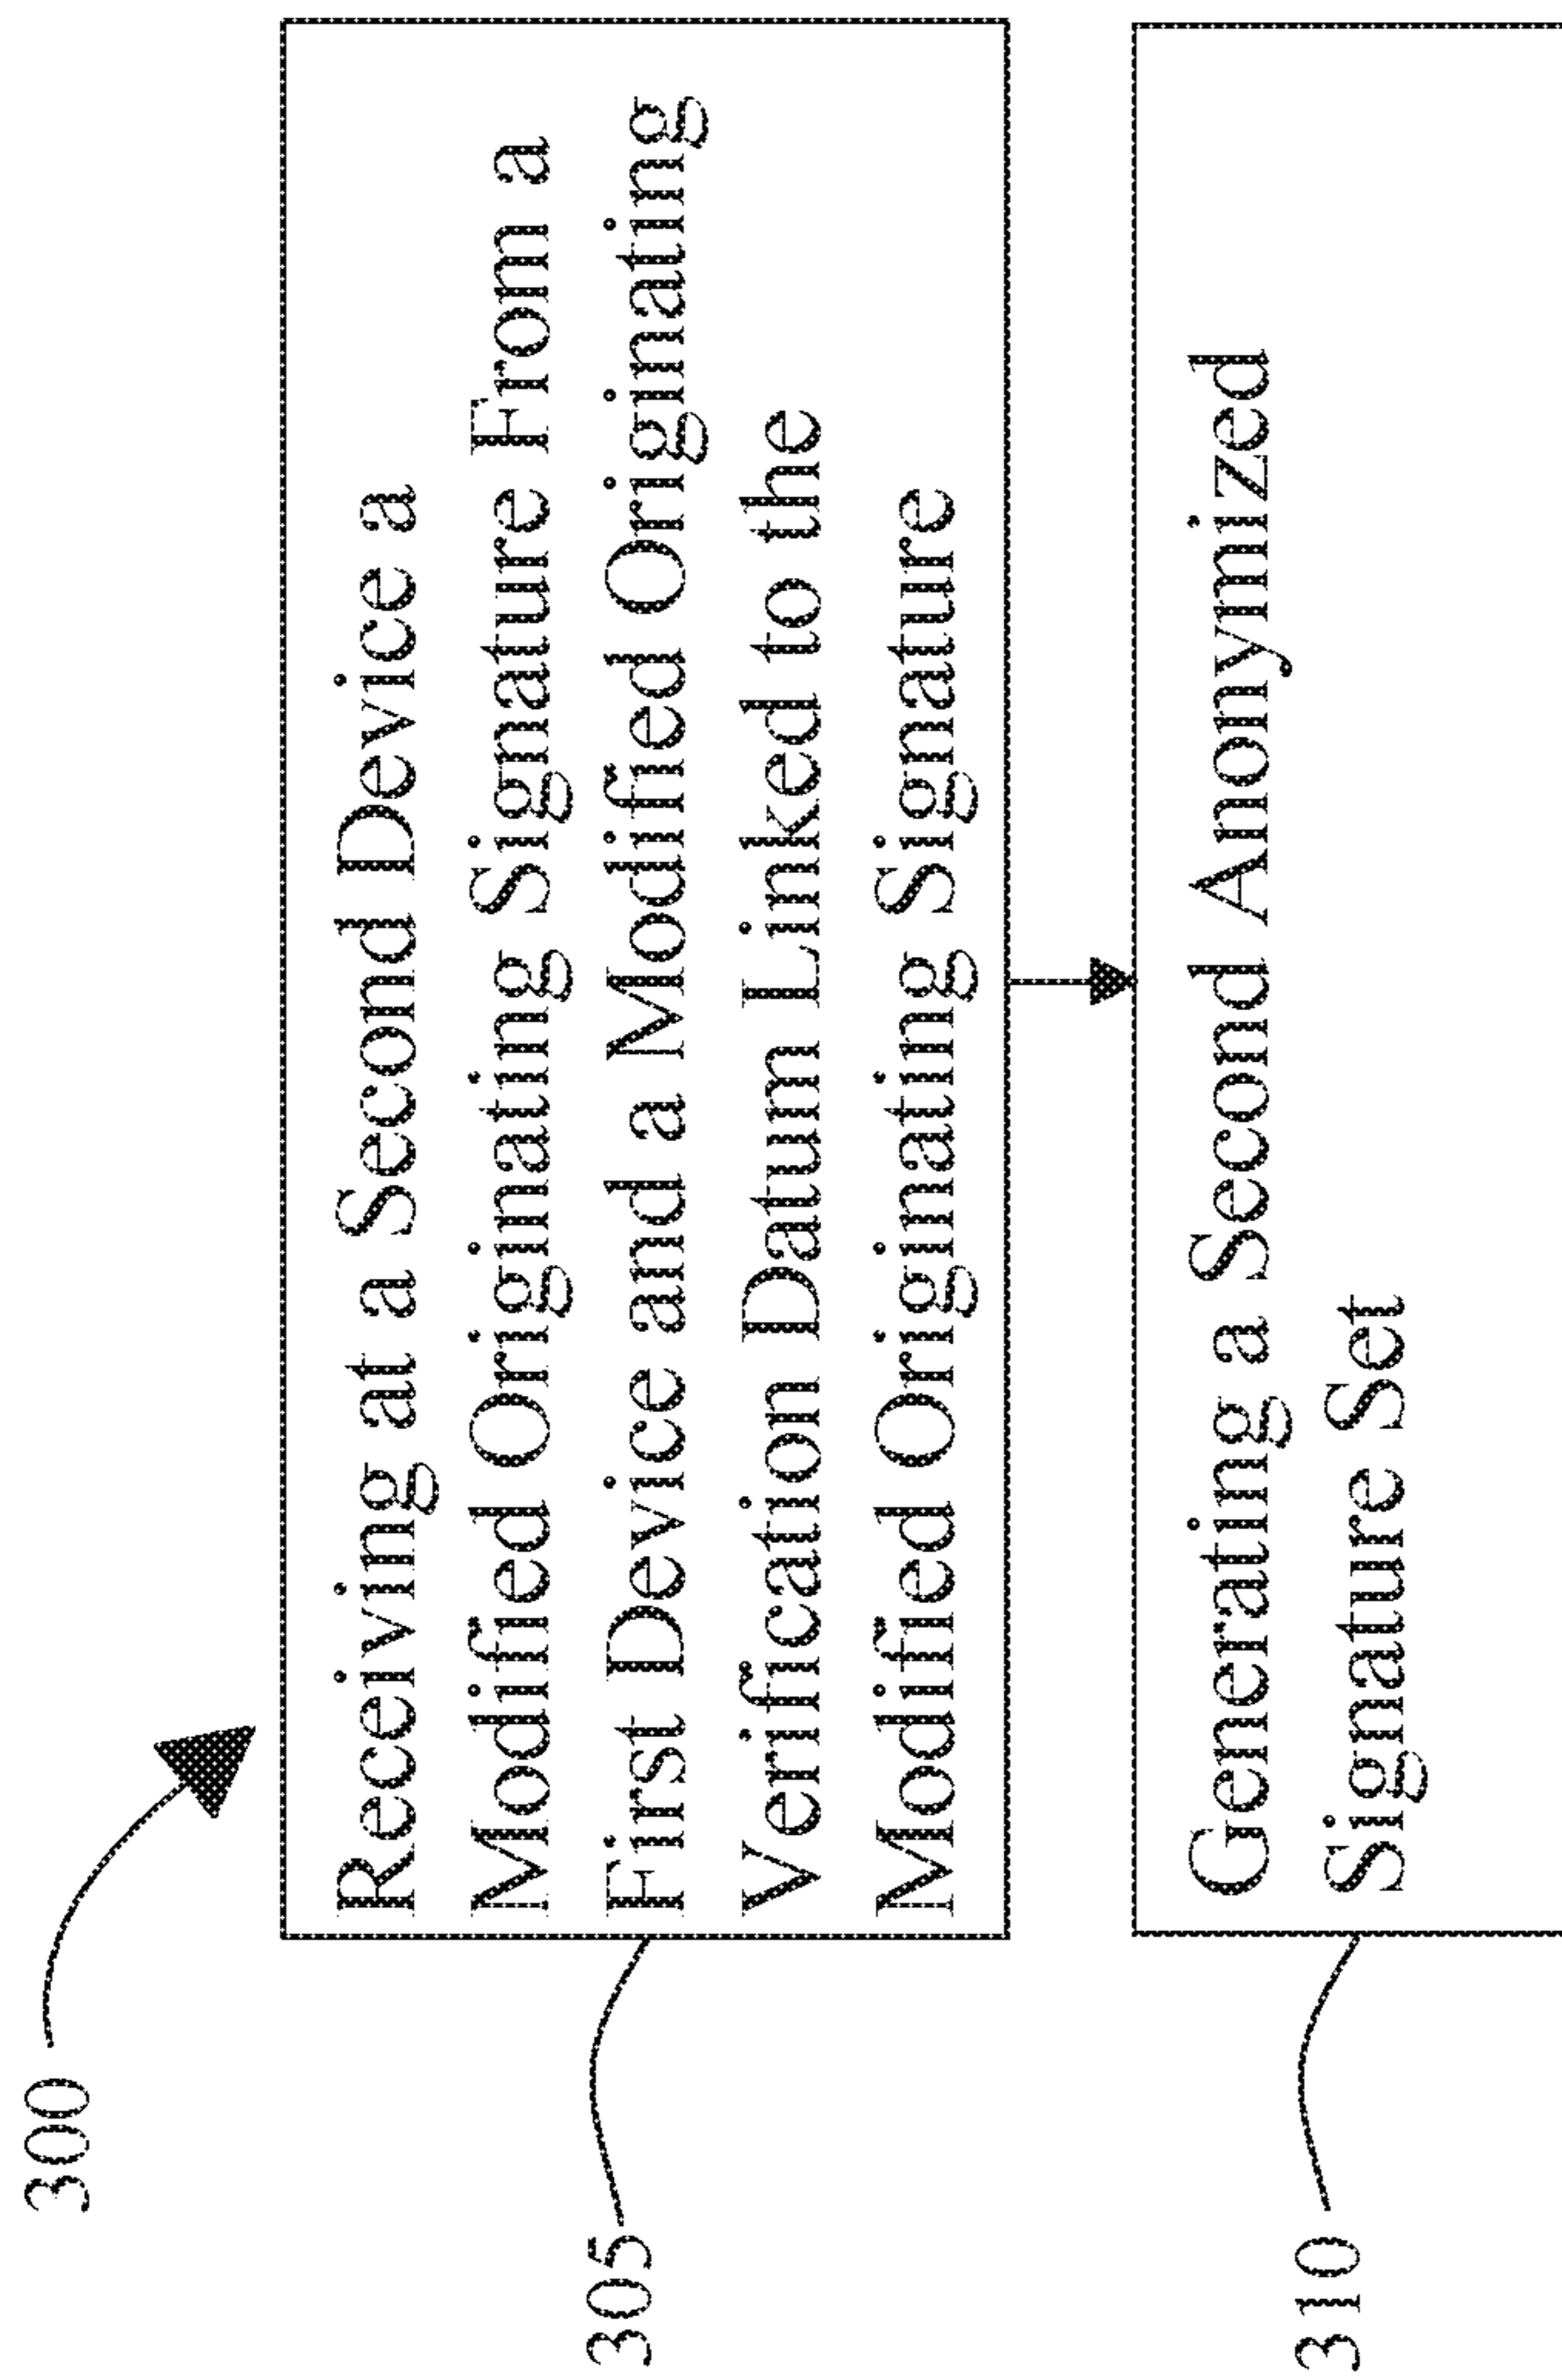 300
305
Receiving at a Second Device a
Modified Originating Signature From a
First Device and a Modified Originating
Verification Datum Linked to the
Modified Originating Signature
310
Generating a Second Anonymized
Signature Set